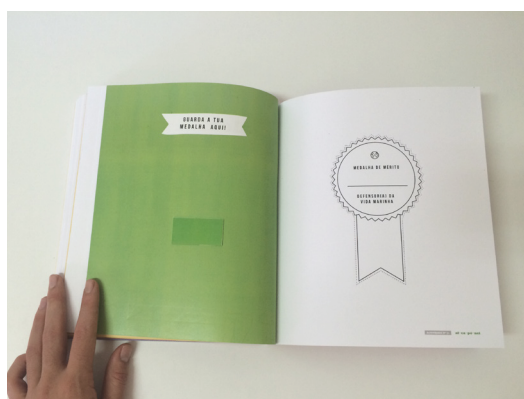 GUARDA A TUA
MEDALHA AQUI!
MEDALHA DE MÉRITO
DEFENSOR(A) DA
VIDA MARINHA